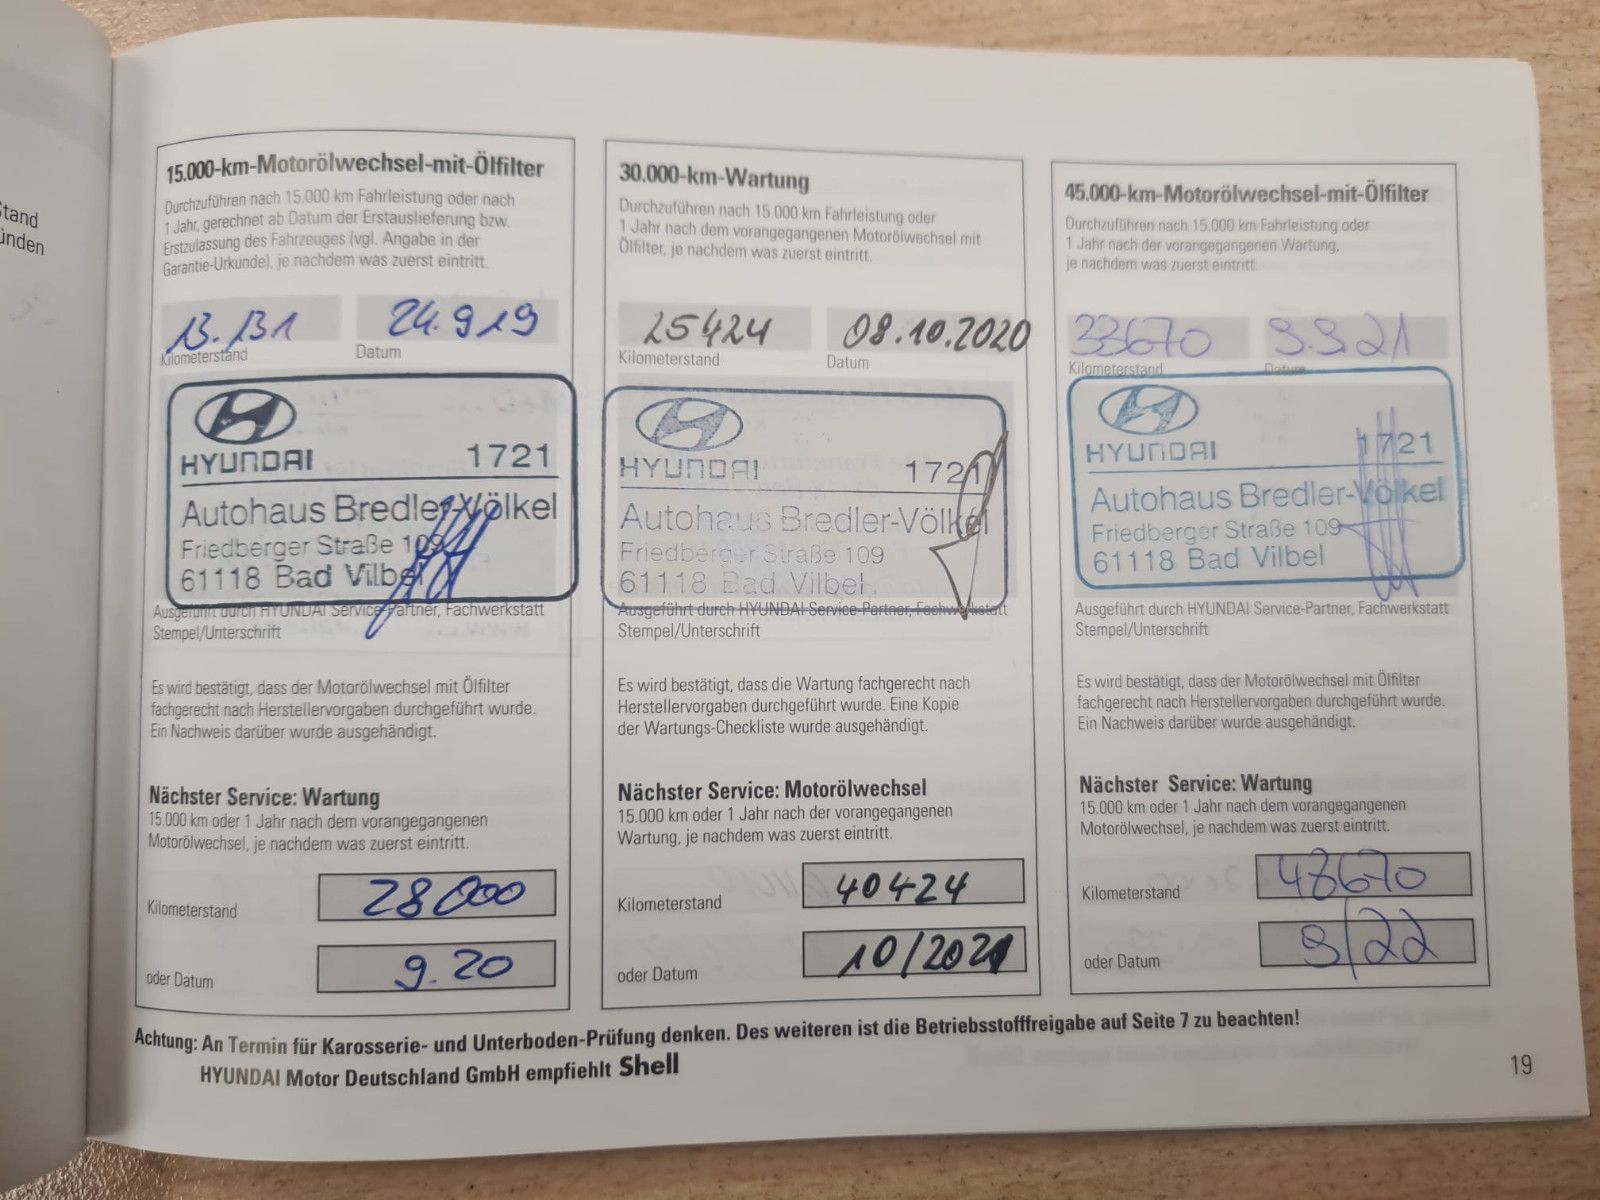 Stand
ünden
15.000-km-Motorölwechsel-mit-Ölfilter
Durchzuführen nach 15.000 km Fahrleistung oder nach
1 Jahr, gerechnet ab Datum der Erstauslieferung bzw.
Erstzulassung des Fahrzeuges (vgl. Angabe in der
Garantie-Urkunde), je nachdem was zuerst eintritt.
13.131 24.9.19
Kilometerstand Datum
HYUNDAI 1721
Autohaus Bredler-Völkel
Friedberger Straße 109
61118 Bad Vilbel
Ausgeführt durch HYUNDAI Service-Partner, Fachwerkstatt
Stempel/Unterschrift
Es wird bestätigt, dass der Motorölwechsel mit Ölfilter
fachgerecht nach Herstellervorgaben durchgeführt wurde.
Ein Nachweis darüber wurde ausgehändigt.
Nächster Service: Wartung
15.000 km oder 1 Jahr nach dem vorangegangenen
Motorölwechsel, je nachdem was zuerst eintritt.
Kilometerstand 28000
oder Datum 9.20
30.000-km-Wartung
Durchzuführen nach 15.000 km Fahrleistung oder
1 Jahr nach dem vorangegangenen Motorölwechsel mit
Ölfilter, je nachdem was zuerst eintritt.
25424 08.10.2020
Kilometerstand Datum
HYUNDAI 1721
Autohaus Bredler-Völkel
Friedberger Straße 109
61118 Bad Vilbel
Ausgeführt durch HYUNDAI Service-Partner, Fachwerkstatt
Stempel/Unterschrift
Es wird bestätigt, dass die Wartung fachgerecht nach
Herstellervorgaben durchgeführt wurde. Eine Kopie
der Wartungs-Checkliste wurde ausgehändigt.
Nächster Service: Motorölwechsel
15.000 km oder 1 Jahr nach der vorangegangenen
Wartung, je nachdem was zuerst eintritt.
Kilometerstand 40424
oder Datum 10/2021
45.000-km-Motorölwechsel-mit-Ölfilter
Durchzuführen nach 15.000 km Fahrleistung oder
1 Jahr nach der vorangegangenen Wartung,
je nachdem was zuerst eintritt.
33670 9.9.21
Kilometerstand Datum
HYUNDAI 1721
Autohaus Bredler-Völkel
Friedberger Straße 109
61118 Bad Vilbel
Ausgeführt durch HYUNDAI Service-Partner, Fachwerkstatt
Stempel/Unterschrift
Es wird bestätigt, dass der Motorölwechsel mit Ölfilter
fachgerecht nach Herstellervorgaben durchgeführt wurde.
Ein Nachweis darüber wurde ausgehändigt.
Nächster Service: Wartung
15.000 km oder 1 Jahr nach dem vorangegangenen
Motorölwechsel, je nachdem was zuerst eintritt.
Kilometerstand 48670
oder Datum 9/22
Achtung: An Termin für Karosserie- und Unterboden-Prüfung denken. Des weiteren ist die Betriebsstofffreigabe auf Seite 7 zu beachten!
HYUNDAI Motor Deutschland GmbH empfiehlt Shell
19